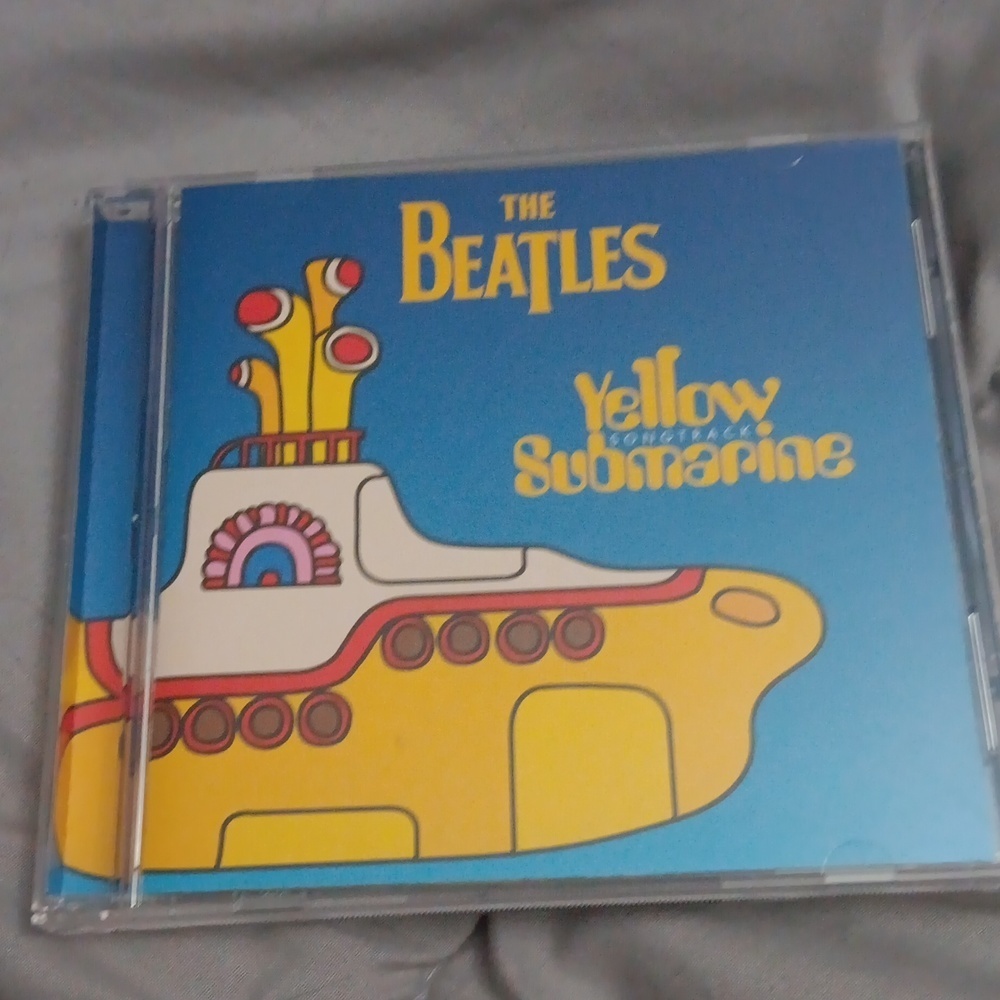 THE
BEATLES
Yellow
SONGTRACK
Submarine